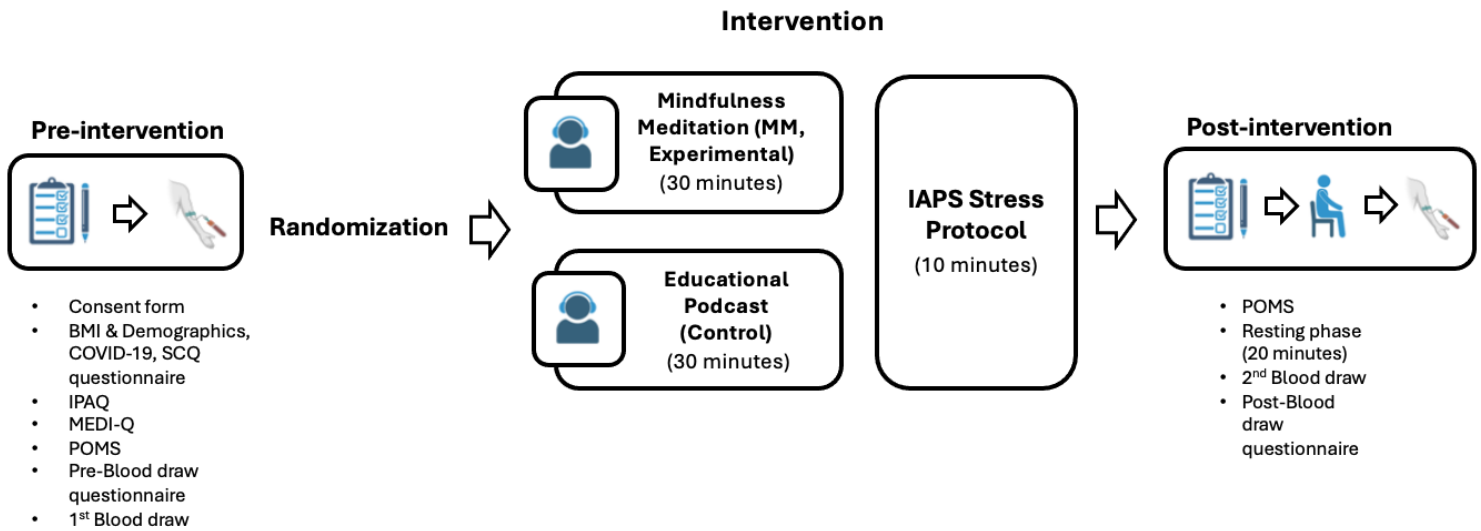 Intervention
Pre-intervention
• Consent form
• BMI & Demographics,
COVID-19, SCQ
questionnaire
• IPAQ
• MEDI-Q
• POMS
• Pre-Blood draw
questionnaire
• 1st Blood draw
Randomization
Mindfulness
Meditation (MM,
Experimental)
(30 minutes)
Educational
Podcast
(Control)
(30 minutes)
IAPS Stress
Protocol
(10 minutes)
Post-intervention
• POMS
• Resting phase
(20 minutes)
• 2nd Blood draw
• Post-Blood
draw
questionnaire